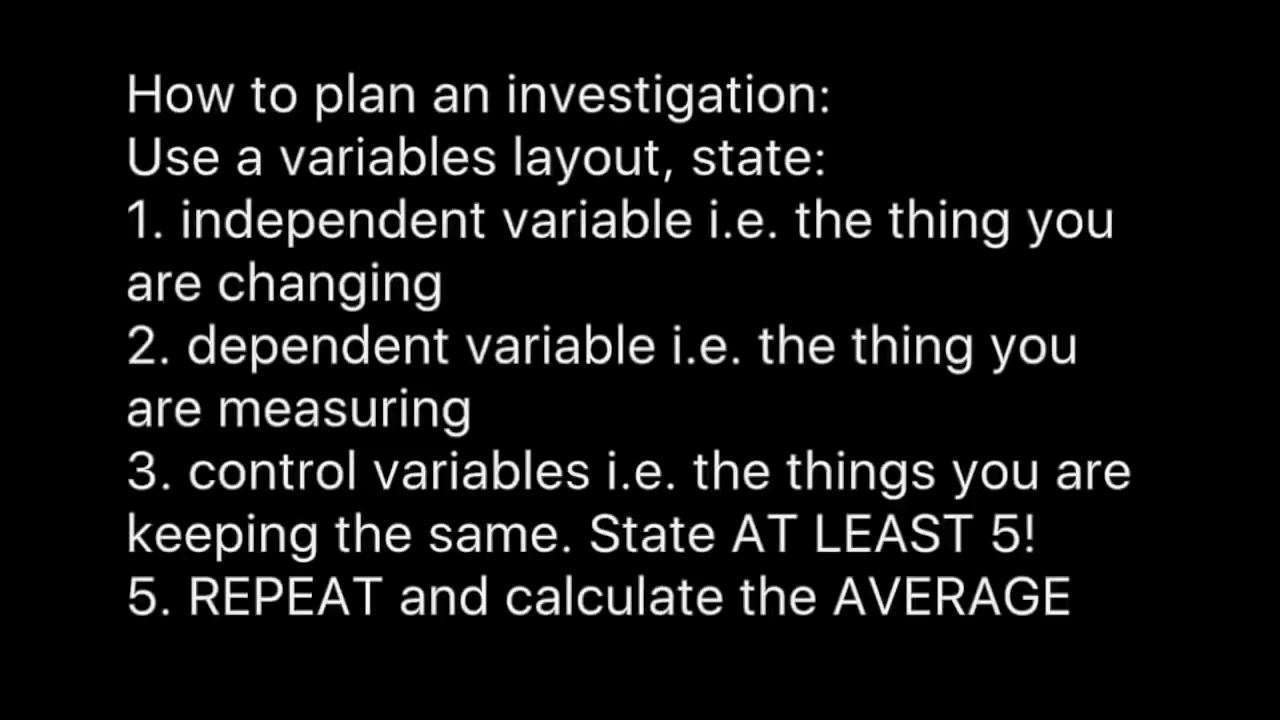 How to plan an investigation:
Use a variables layout, state:
1. independent variable i.e. the thing you
are changing
2. dependent variable i.e. the thing you
are measuring
3. control variables i.e. the things you are
keeping the same. State AT LEAST 5!
5. REPEAT and calculate the AVERAGE